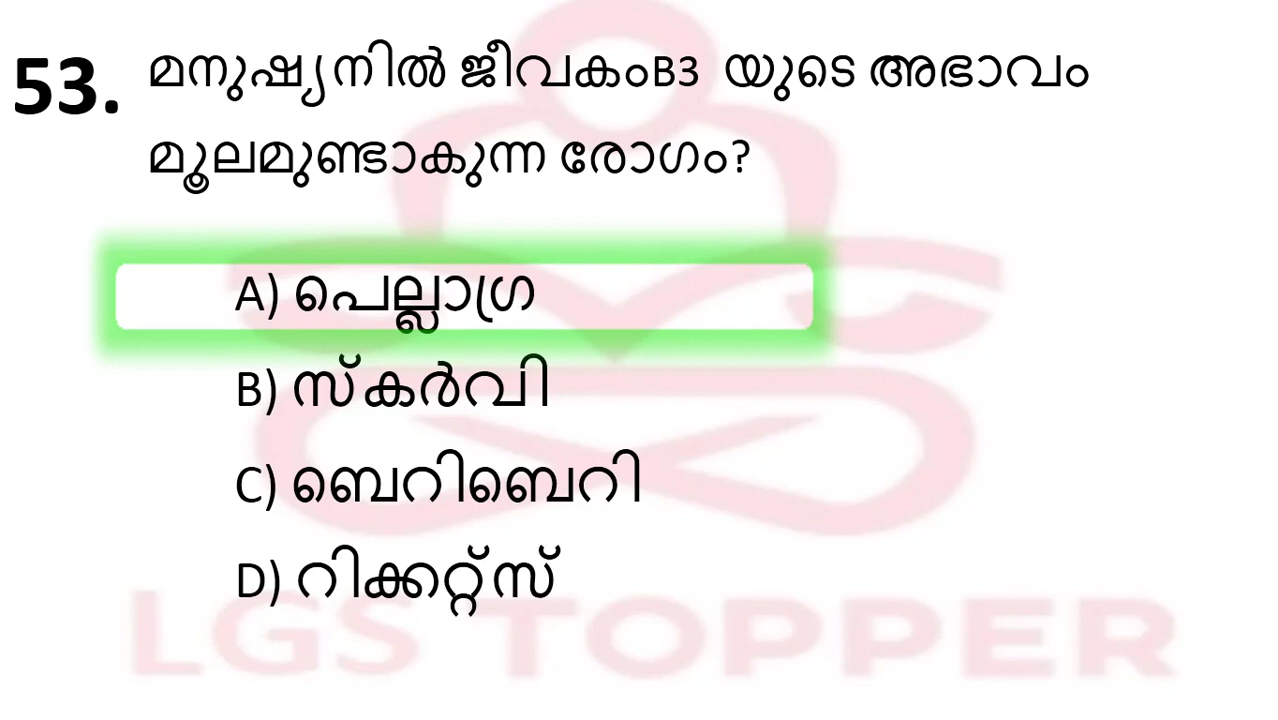 53. മനുഷ്യനിൽ ജീവകംB3 യുടെ അഭാവം
മൂലമുണ്ടാകുന്ന രോഗം?
A) പെല്ലാഗ്ര
B) സ്കർവി
C) ബെറിബെറി
D) റിക്കറ്റ്സ്
LGS TOPPER